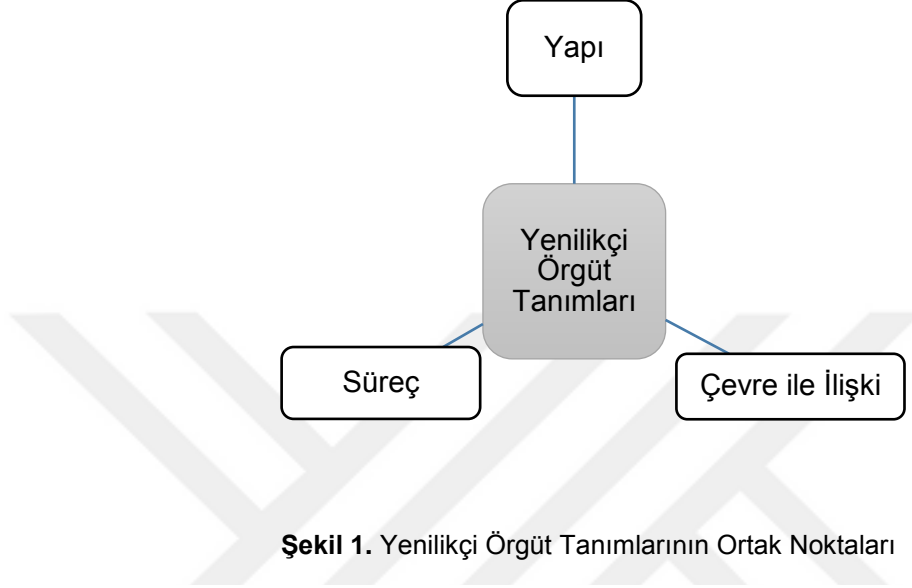 Yapı
Yenilikçi
Örgüt
Tanımları
Süreç
Çevre ile İlişki
Şekil 1. Yenilikçi Örgüt Tanımlarının Ortak Noktaları